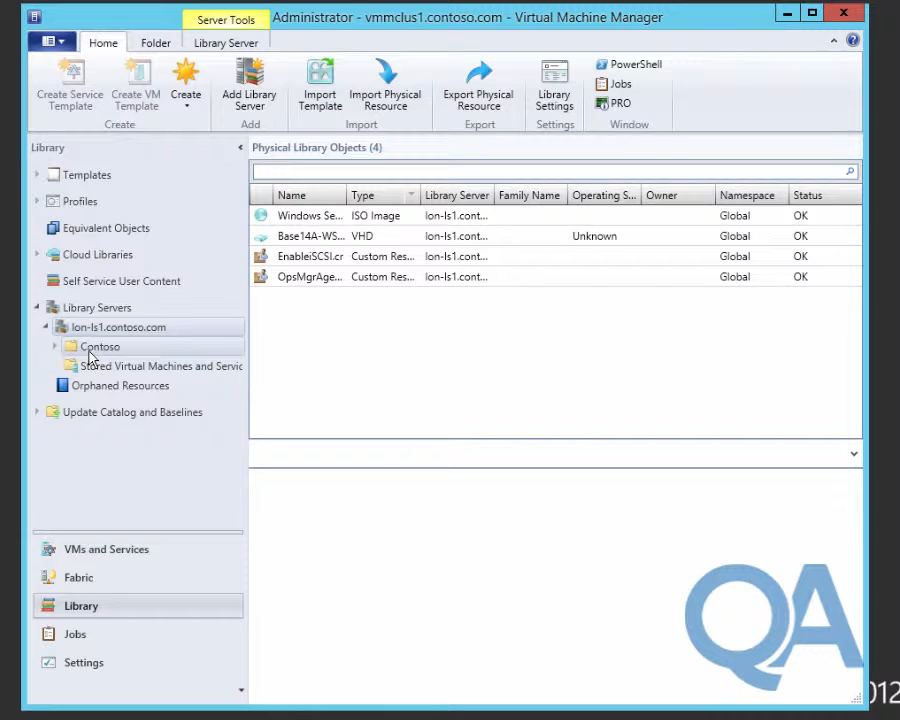 Server Tools
Administrator - vmmclus1.contoso.com - Virtual Machine Manager
Home
Folder
Library Server
Create Service Template
Create VM Template
Create
Add Library Server
Import Template
Import Physical Resource
Export Physical Resource
Library Settings
PowerShell
Jobs
PRO
Create
Add
Import
Export
Settings
Window
Library
Templates
Profiles
Equivalent Objects
Cloud Libraries
Self Service User Content
Library Servers
lon-ls1.contoso.com
Contoso
Stored Virtual Machines and Servic
Orphaned Resources
Update Catalog and Baselines
VMs and Services
Fabric
Library
Jobs
Settings
Physical Library Objects (4)
Name Type Library Server Family Name Operating S... Owner Namespace Status
Windows Se... ISO Image lon-ls1.cont... Global OK
Base14A-WS... VHD lon-ls1.cont... Unknown Global OK
EnableiSCSI.cr Custom Res... lon-ls1.cont... Global OK
OpsMgrAge... Custom Res... lon-ls1.cont... Global OK
QA
012